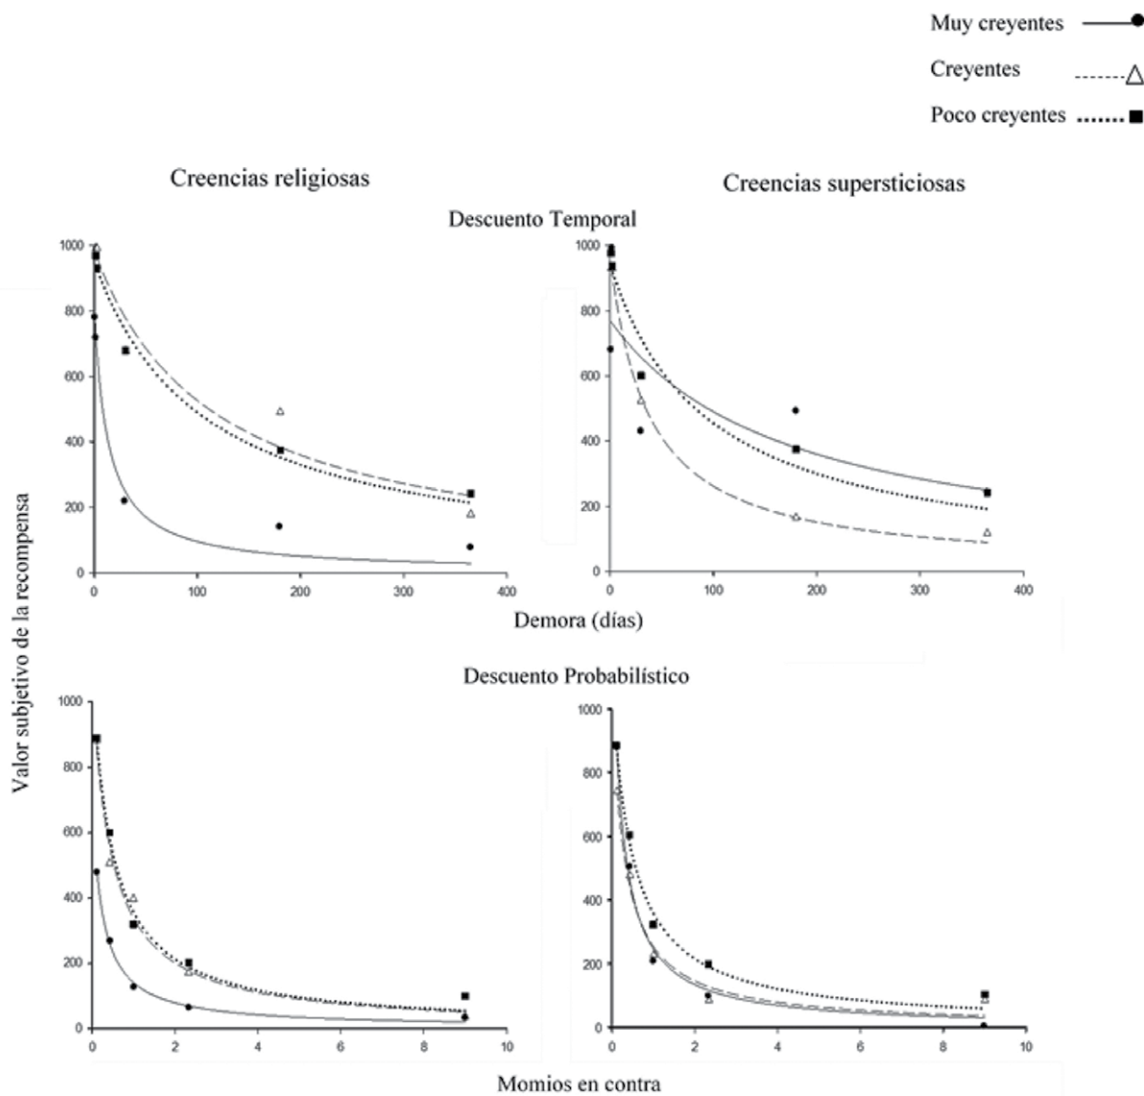 Muy creyentes
Creyentes
Poco creyentes
Creencias religiosas
Creencias supersticiosas
Descuento Temporal
1000
800
600
400
200
0
0 100 200 300 400
1000
800
600
400
200
0
0 100 200 300 400
Demora (días)
Valor subjetivo de la recompensa
Descuento Probabilístico
1000
800
600
400
200
0
0 2 4 6 8 10
1000
800
600
400
200
0
0 2 4 6 8 10
Momios en contra